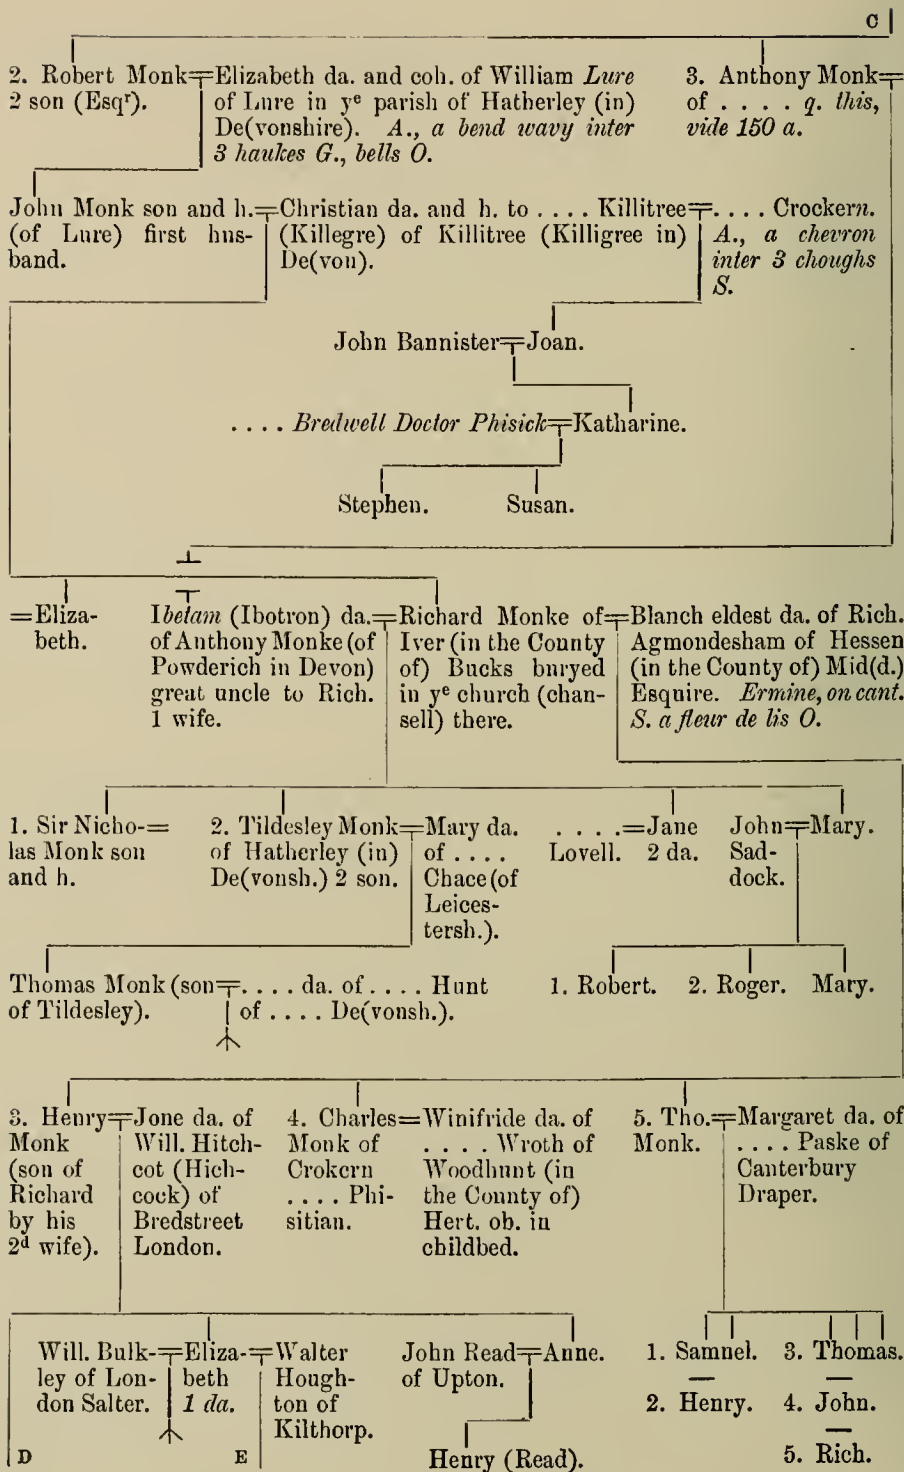 C
2. Robert Monk=Elizabeth da. and coh. of William Lure
2 son (Esqr). of Lure in ye parish of Hatherley (in)
De(vonshire). A., a bend wavy inter
3 haukes G., bells O.
3. Anthony Monk=
of . . . . q. this,
vide 150 a.
John Monk son and h.=Christian da. and h. to . . . . Killitree=. . . . Crockern.
(of Lure) first hus-
band.
(Killegre) of Killitree (Killigree in)
De(von).
A., a chevron
inter 3 choughs
S.
John Bannister=Joan.
. . . . Bredwell Doctor Phisick=Katharine.
Stephen. Susan.
=Eliza-
beth.
Ibetam (Ibotron) da.=
of Anthony Monke (of
Powderich in Devon)
great uncle to Rich.
1 wife.
Richard Monke of=
Iver (in the County
of) Bucks buryed
in ye church (chan-
sell) there.
Blanch eldest da. of Rich.
Agmondesham of Hessen
(in the County of) Mid(d.)
Esquire. Ermine, on cant.
S. a fleur de lis O.
1. Sir Nicho-=
las Monk son
and h.
2. Tildesley Monk=
of Hatherley (in)
De(vonsh.) 2 son.
Mary da.
of . . . .
Chace (of
Leices-
tersh.).
. . . .=Jane
Lovell. 2 da.
John=Mary.
Sad-
dock.
Thomas Monk (son=. . . . da. of . . . . Hunt
of Tildesley). of . . . . De(vonsh.).
1. Robert. 2. Roger. Mary.
3. Henry=
Monk
(son of
Richard
by his
2d wife).
Jone da. of
Will. Hitch-
cot (Hich-
cock) of
Bredstreet
London.
4. Charles=
Monk of
Crokern
. . . . Phi-
sitian.
Winifride da. of
. . . . Wroth of
Woodhunt (in
the County of)
Hert. ob. in
childbed.
5. Tho.=
Monk.
Margaret da. of
. . . . Paske of
Canterbury
Draper.
Will. Bulk-=
ley of Lon-
don Salter.
Eliza-=
beth
1 da.
Walter
Hough-
ton of
Kilthorp.
John Read=Anne.
of Upton.
Henry (Read).
1. Samuel. 3. Thomas.
2. Henry. 4. John.
5. Rich.
D E